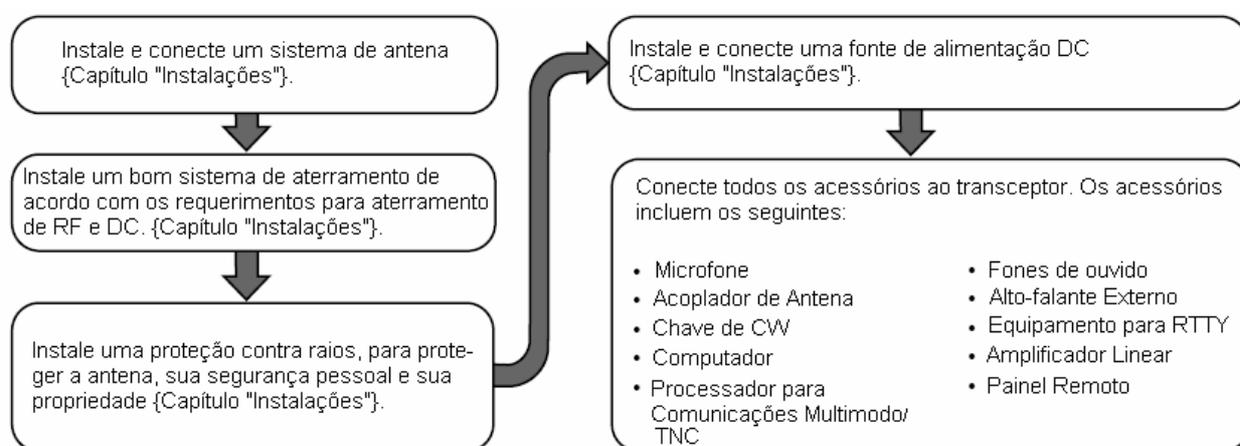 Instale e conecte um sistema de antena
{Capítulo "Instalações"}.
Instale um bom sistema de aterramento de
acordo com os requerimentos para aterramento
de RF e DC. {Capítulo "Instalações"}.
Instale uma proteção contra raios, para prote-
ger a antena, sua segurança pessoal e sua
propriedade {Capítulo "Instalações"}.
Instale e conecte uma fonte de alimentação DC
{Capítulo "Instalações"}.
Conecte todos os acessórios ao transceptor. Os acessórios
incluem os seguintes:
• Microfone
• Acoplador de Antena
• Chave de CW
• Computador
• Processador para
Comunicações Multimodo/
TNC
• Fones de ouvido
• Alto-falante Externo
• Equipamento para RTTY
• Amplificador Linear
• Painel Remoto